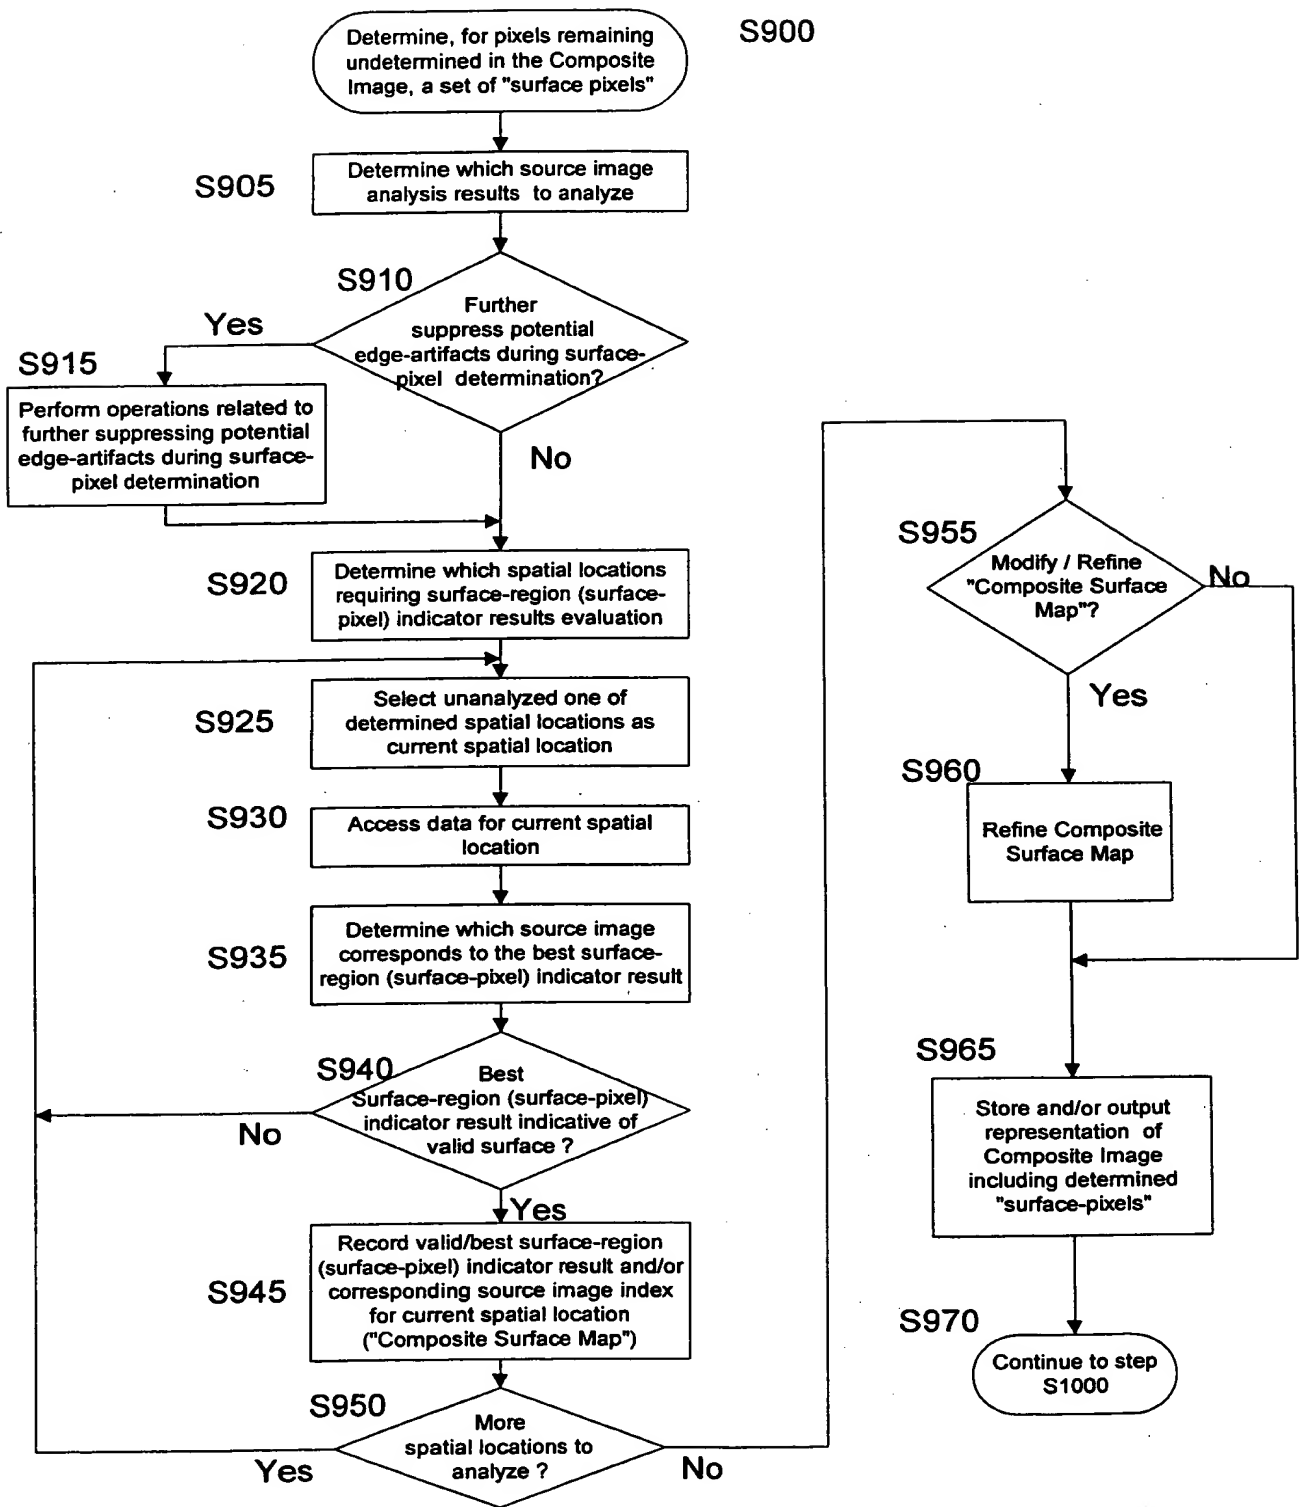 Determine, for pixels remaining
undetermined in the Composite
Image, a set of "surface pixels"
S900
S905
Determine which source image
analysis results to analyze
S910
Further
suppress potential
edge-artifacts during surface-
pixel determination?
Yes
No
S915
Perform operations related to
further suppressing potential
edge-artifacts during surface-
pixel determination
S920
Determine which spatial locations
requiring surface-region (surface-
pixel) indicator results evaluation
S925
Select unanalyzed one of
determined spatial locations as
current spatial location
S930
Access data for current spatial
location
S935
Determine which source image
corresponds to the best surface-
region (surface-pixel) indicator result
S940
Best
Surface-region (surface-pixel)
indicator result indicative of
valid surface ?
No
Yes
S945
Record valid/best surface-region
(surface-pixel) indicator result and/or
corresponding source image index
for current spatial location
("Composite Surface Map")
S950
More
spatial locations to
analyze ?
Yes
No
S955
Modify / Refine
"Composite Surface
Map"?
No
Yes
S960
Refine Composite
Surface Map
S965
Store and/or output
representation of
Composite Image
including determined
"surface-pixels"
S970
Continue to step
S1000